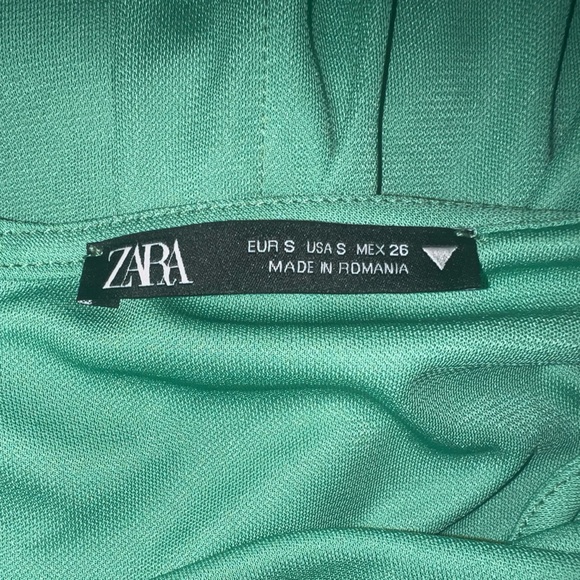 ZARA
EUR S USA S MEX 26
MADE IN ROMANIA